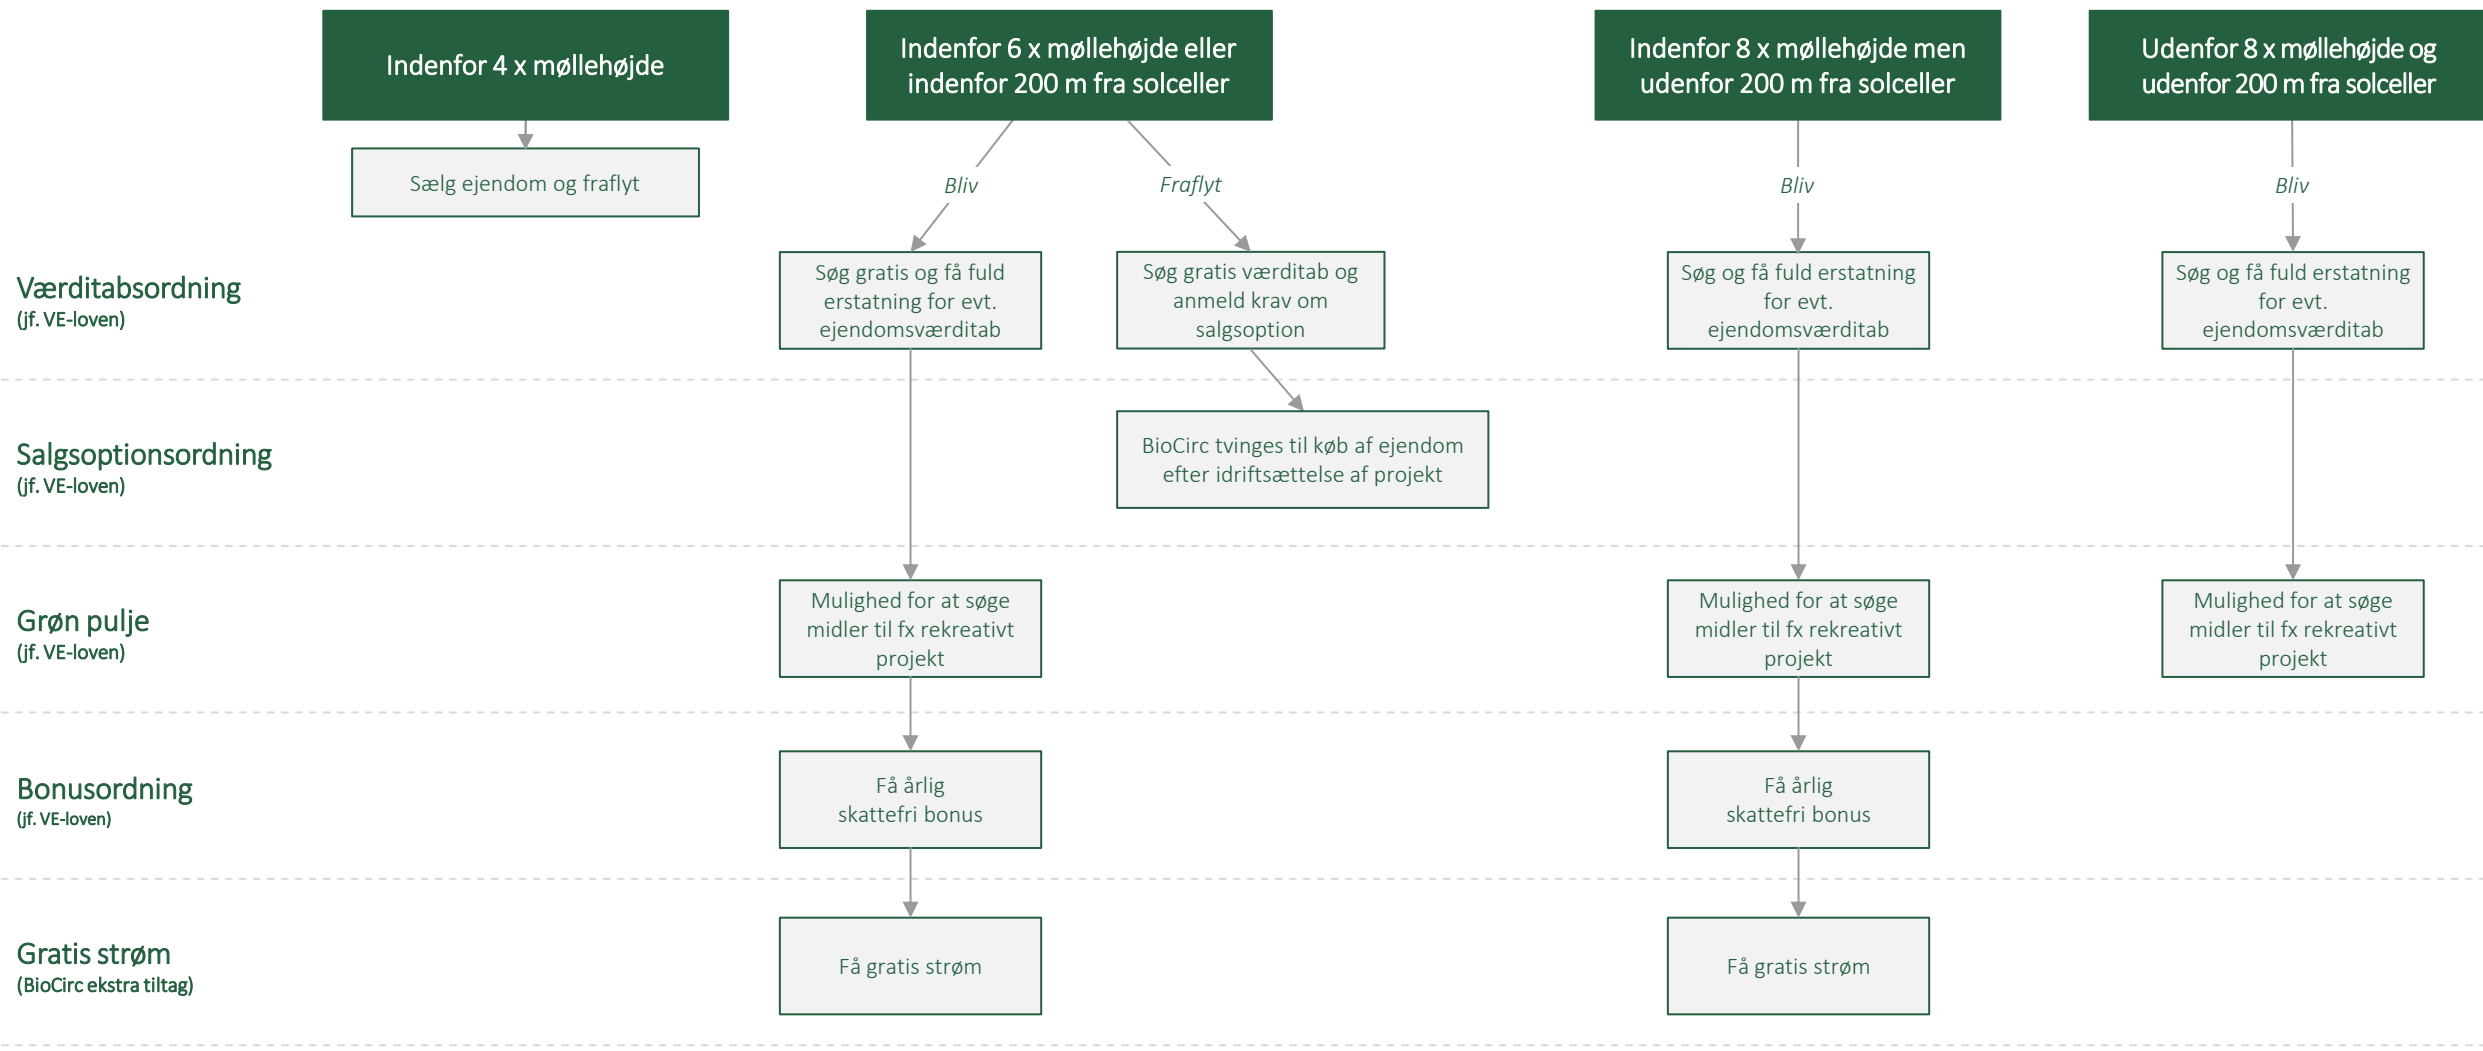 Indenfor 4 x møllehøjde
Indenfor 6 x møllehøjde eller
indenfor 200 m fra solceller
Indenfor 8 x møllehøjde men
udenfor 200 m fra solceller
Udenfor 8 x møllehøjde og
udenfor 200 m fra solceller
Sælg ejendom og fraflyt
Bliv
Fraflyt
Bliv
Bliv
Værditabsordning
(jf. VE-loven)
Søg gratis og få fuld
erstatning for evt.
ejendomsværditab
Søg gratis værditab og
anmeld krav om
salgsoption
Søg og få fuld erstatning
for evt.
ejendomsværditab
Søg og få fuld erstatning
for evt.
ejendomsværditab
Salgsoptionsordning
(jf. VE-loven)
BioCirc tvinges til køb af ejendom
efter idriftsættelse af projekt
Grøn pulje
(jf. VE-loven)
Mulighed for at søge
midler til fx rekreativt
projekt
Mulighed for at søge
midler til fx rekreativt
projekt
Mulighed for at søge
midler til fx rekreativt
projekt
Bonusordning
(jf. VE-loven)
Få årlig
skattefri bonus
Få årlig
skattefri bonus
Gratis strøm
(BioCirc ekstra tiltag)
Få gratis strøm
Få gratis strøm